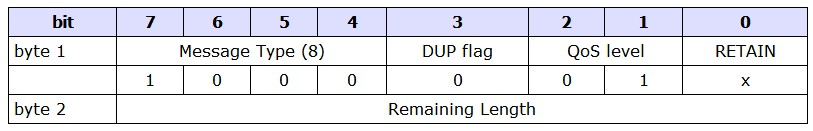 bit 7 6 5 4 3 2 1 0
byte 1 Message Type (8) DUP flag QoS level RETAIN
1 0 0 0 0 0 1 x
byte 2 Remaining Length